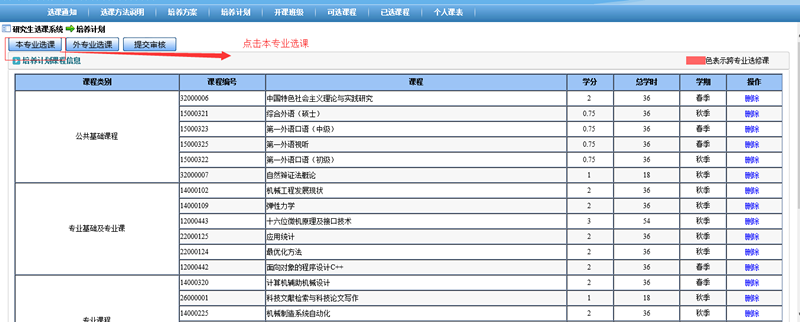 选课通知 选课方法说明 培养方案 培养计划 开课班级 可选课程 已选课程 个人课表
研究生选课系统 培养计划
本专业选课 外专业选课 提交审核 点击本专业选课
培养计划课程信息 色表示跨专业选修课
课程类别 课程编号 课程 学分 总学时 学期 操作
公共基础课程
32000006 中国特色社会主义理论与实践研究 2 36 春季 删除
15000321 综合外语（硕士） 0.75 36 秋季 删除
15000323 第一外语口语（中级） 0.75 36 春季 删除
15000325 第一外语视听 0.75 36 春季 删除
15000322 第一外语口语（初级） 0.75 36 秋季 删除
32000007 自然辩证法概论 1 18 秋季 删除
专业基础及专业课
14000102 机械工程发展现状 2 36 秋季 删除
14000109 弹性力学 2 36 秋季 删除
12000443 十六位微机原理及接口技术 3 54 秋季 删除
22000125 应用统计 2 36 秋季 删除
22000124 最优化方法 2 36 秋季 删除
12000442 面向对象的程序设计C++ 2 36 春季 删除
专业课程
14000320 计算机辅助机械设计 2 36 春季 删除
26000001 科技文献检索与科技论文写作 1 18 秋季 删除
14000225 机械制造系统自动化 2 36 秋季 删除